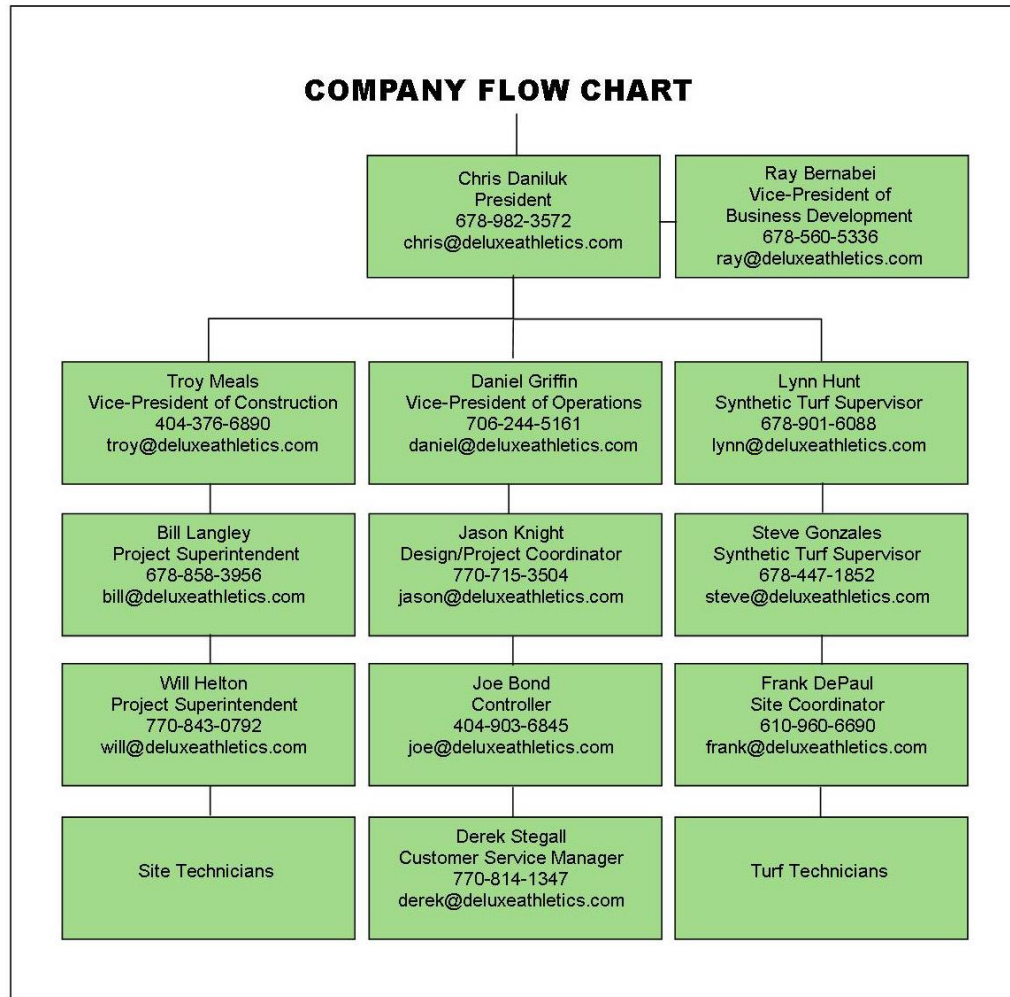 COMPANY FLOW CHART
Chris Daniluk
President
678-982-3572
chris@deluxeathletics.com
Ray Bernabei
Vice-President of
Business Development
678-560-5336
ray@deluxeathletics.com
Troy Meals
Vice-President of Construction
404-376-6890
troy@deluxeathletics.com
Daniel Griffin
Vice-President of Operations
706-244-5161
daniel@deluxeathletics.com
Lynn Hunt
Synthetic Turf Supervisor
678-901-6088
lynn@deluxeathletics.com
Bill Langley
Project Superintendent
678-858-3956
bill@deluxeathletics.com
Jason Knight
Design/Project Coordinator
770-715-3504
jason@deluxeathletics.com
Steve Gonzales
Synthetic Turf Supervisor
678-447-1852
steve@deluxeathletics.com
Will Helton
Project Superintendent
770-843-0792
will@deluxeathletics.com
Joe Bond
Controller
404-903-6845
joe@deluxeathletics.com
Frank DePaul
Site Coordinator
610-960-6690
frank@deluxeathletics.com
Site Technicians
Derek Stegall
Customer Service Manager
770-814-1347
derek@deluxeathletics.com
Turf Technicians